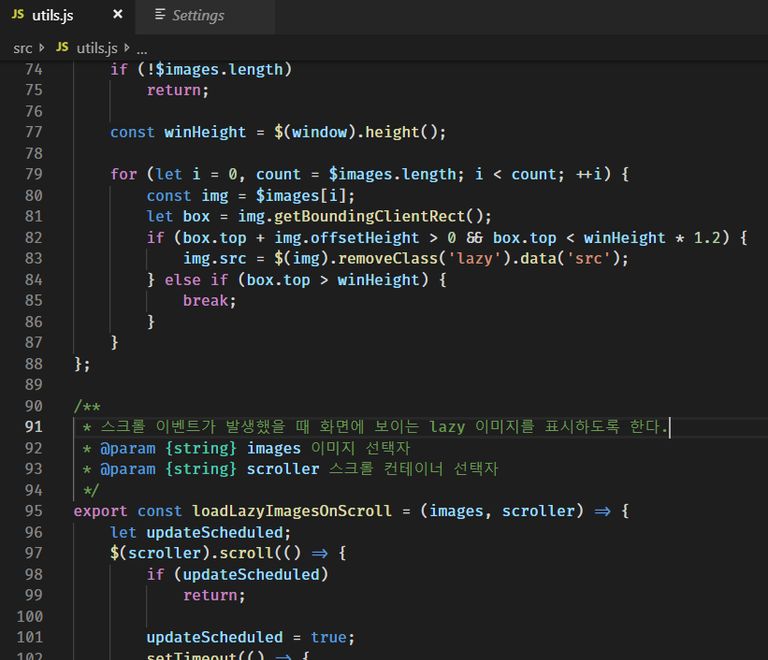 JS utils.js ×
Settings
src JS utils.js ...
74 if (!$images.length)
75 return;
76
77 const winHeight = $(window).height();
78
79 for (let i = 0, count = $images.length; i < count; ++i) {
80 const img = $images[i];
81 let box = img.getBoundingClientRect();
82 if (box.top + img.offsetHeight > 0 && box.top < winHeight * 1.2) {
83 img.src = $(img).removeClass('lazy').data('src');
84 } else if (box.top > winHeight) {
85 break;
86 }
87 }
88 };
89
90 /**
91 * 스크롤 이벤트가 발생했을 때 화면에 보이는 lazy 이미지를 표시하도록 한다.
92 * @param {string} images 이미지 선택자
93 * @param {string} scroller 스크롤 컨테이너 선택자
94 */
95 export const loadLazyImagesOnScroll = (images, scroller) => {
96 let updateScheduled;
97 $(scroller).scroll(() => {
98 if (updateScheduled)
99 return;
100
101 updateScheduled = true;
102 setTimeout(() => {